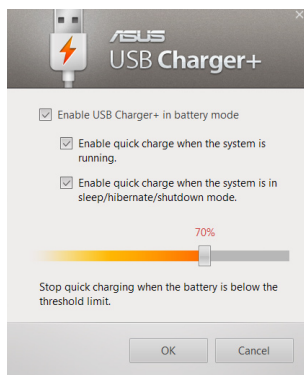 ASUS
USB Charger+
Enable USB Charger+ in battery mode
Enable quick charge when the system is
running.
Enable quick charge when the system is in
sleep/hibernate/shutdown mode.
70%
Stop quick charging when the battery is below the
threshold limit.
OK
Cancel